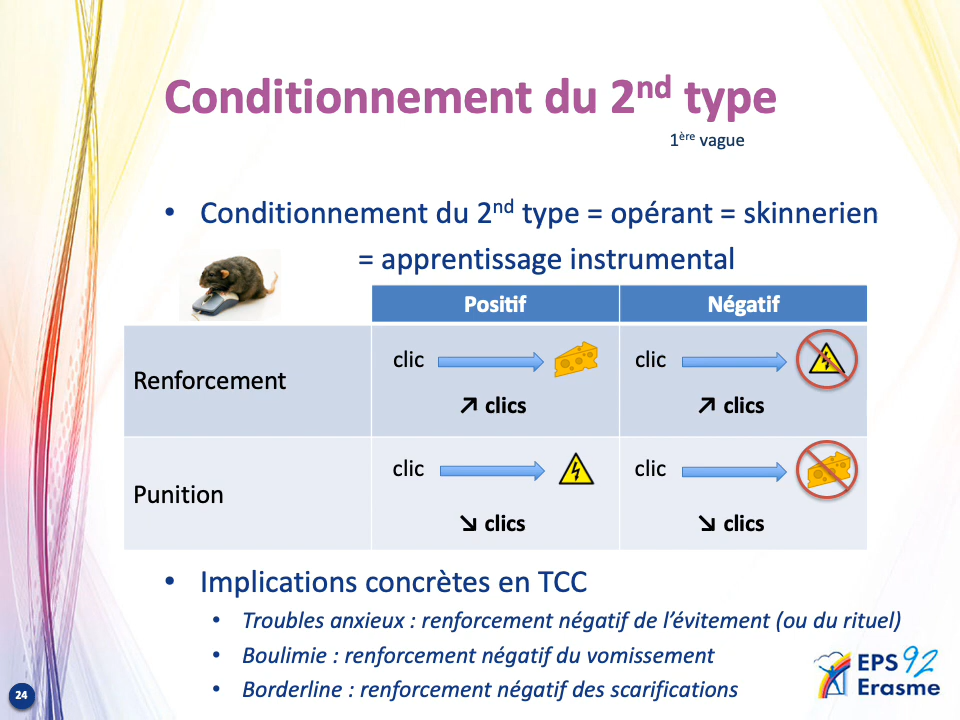 Conditionnement du 2nd type
1ère vague
• Conditionnement du 2nd type = opérant = skinnerien
= apprentissage instrumental
Positif Négatif
Renforcement
clic clic
↗ clics ↗ clics
Punition
clic clic
↘ clics ↘ clics
• Implications concrètes en TCC
• Troubles anxieux : renforcement négatif de l’évitement (ou du rituel)
• Boulimie : renforcement négatif du vomissement
• Borderline : renforcement négatif des scarifications
24
EPS 92
Erasme